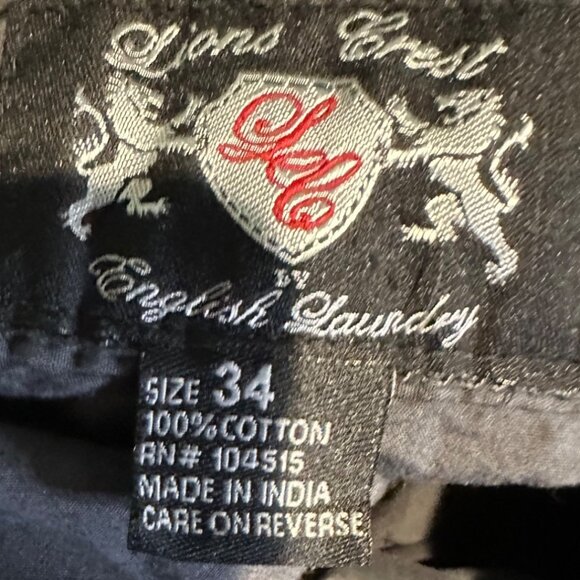 Lions Crest
LC
by
English Laundry
SIZE 34
100% COTTON
RN# 104515
MADE IN INDIA
CARE ON REVERSE